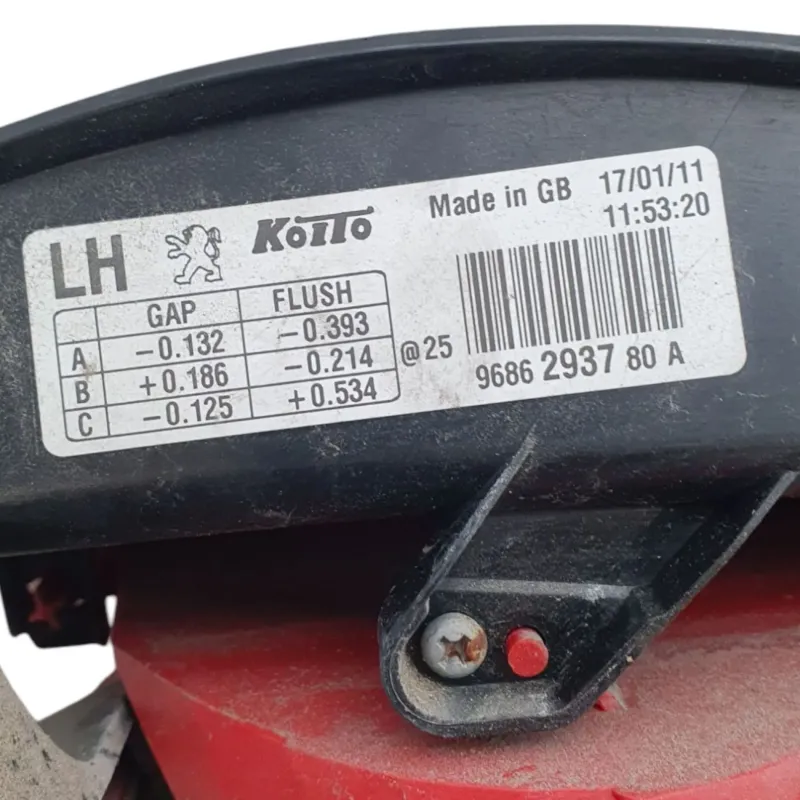 LH KOITO Made in GB 17/01/11
11:53:20
GAP FLUSH
A -0.132 -0.393
B +0.186 -0.214
C -0.125 +0.534
@25
9686 2937 80 A